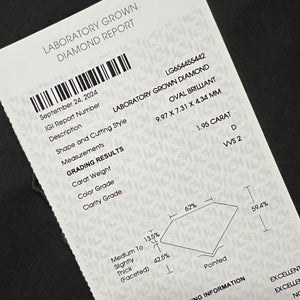 LABORATORY GROWN
DIAMOND REPORT
September 24, 2024
IGI Report Number LG654456442
Description LABORATORY GROWN DIAMOND
Shape and Cutting Style OVAL BRILLIANT
Measurements 9.97 X 7.31 X 4.34 MM
GRADING RESULTS
Carat Weight 1.95 CARAT
Color Grade D
Clarity Grade VVS 2
62%
Medium To
Slightly
Thick
(Faceted)
13.5%
42.5%
59.4%
Pointed
INFORMATION
EXCELLENT